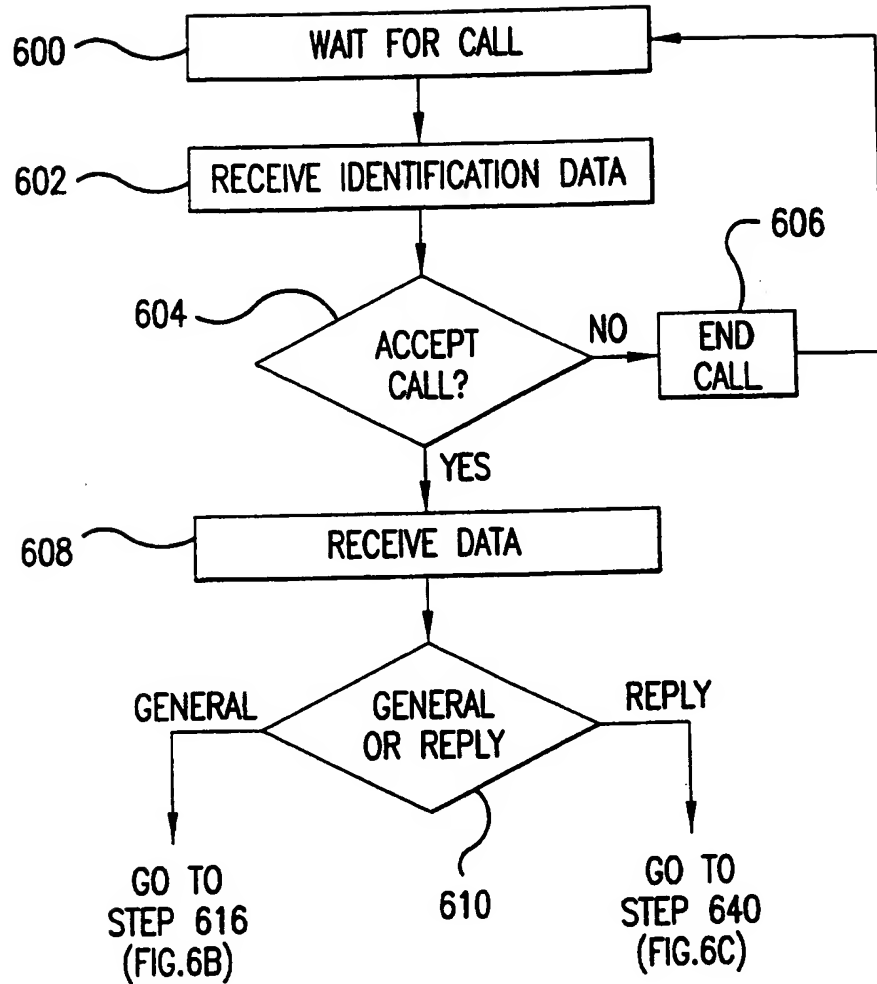 600
WAIT FOR CALL
602
RECEIVE IDENTIFICATION DATA
604
ACCEPT
CALL?
NO
606
END
CALL
YES
608
RECEIVE DATA
GENERAL
GENERAL
OR REPLY
REPLY
610
GO TO
STEP 616
(FIG.6B)
GO TO
STEP 640
(FIG.6C)